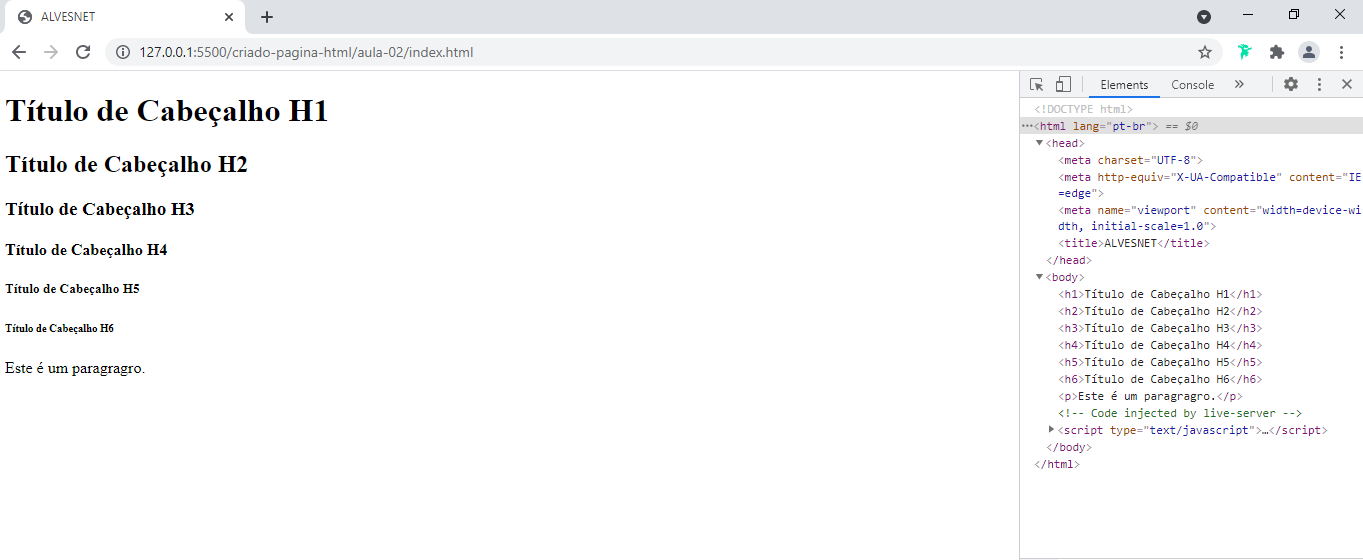 ALVESNET
127.0.0.1:5500/criado-pagina-html/aula-02/index.html
Título de Cabeçalho H1
Título de Cabeçalho H2
Título de Cabeçalho H3
Título de Cabeçalho H4
Título de Cabeçalho H5
Título de Cabeçalho H6
Este é um paragragro.
Elements Console »
<!DOCTYPE html>
⋯<html lang="pt-br"> == $0
▼<head>
<meta charset="UTF-8">
<meta http-equiv="X-UA-Compatible" content="IE
=edge">
<meta name="viewport" content="width=device-wi
dth, initial-scale=1.0">
<title>ALVESNET</title>
</head>
▼<body>
<h1>Título de Cabeçalho H1</h1>
<h2>Título de Cabeçalho H2</h2>
<h3>Título de Cabeçalho H3</h3>
<h4>Título de Cabeçalho H4</h4>
<h5>Título de Cabeçalho H5</h5>
<h6>Título de Cabeçalho H6</h6>
<p>Este é um paragragro.</p>
<!-- Code injected by live-server -->
▶<script type="text/javascript">…</script>
</body>
</html>